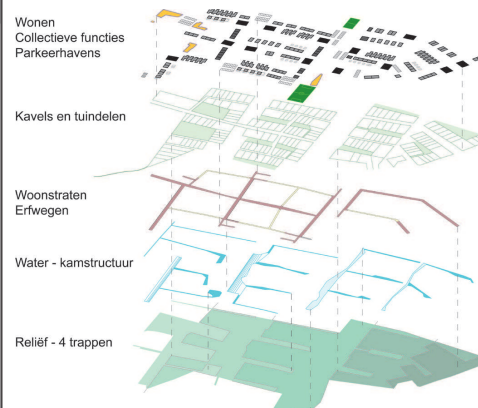 Wonen
Collectieve functies
Parkeerhavens
Kavels en tuindelen
Woonstraten
Erfwegen
Water - kamstructuur
Reliëf - 4 trappen